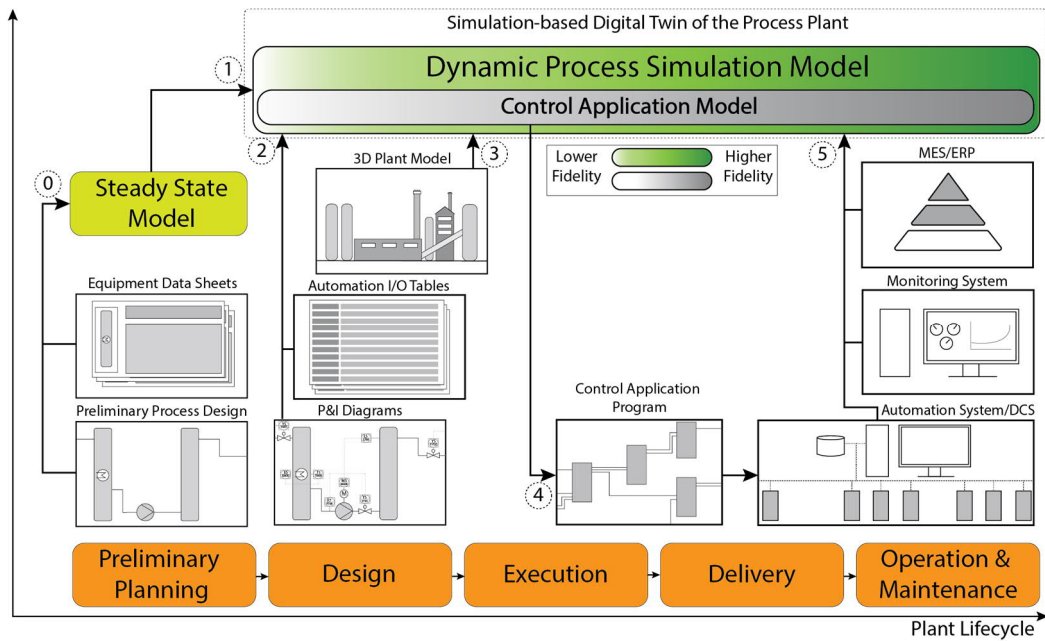 Simulation-based Digital Twin of the Process Plant
1
Dynamic Process Simulation Model
Control Application Model
2
3
5
0
Steady State
Model
3D Plant Model
Lower
Fidelity
Higher
Fidelity
MES/ERP
Equipment Data Sheets
Automation I/O Tables
Monitoring System
Preliminary Process Design
P&I Diagrams
Control Application
Program
Automation System/DCS
M
4
Preliminary
Planning
Design
Execution
Delivery
Operation &
Maintenance
Plant Lifecycle